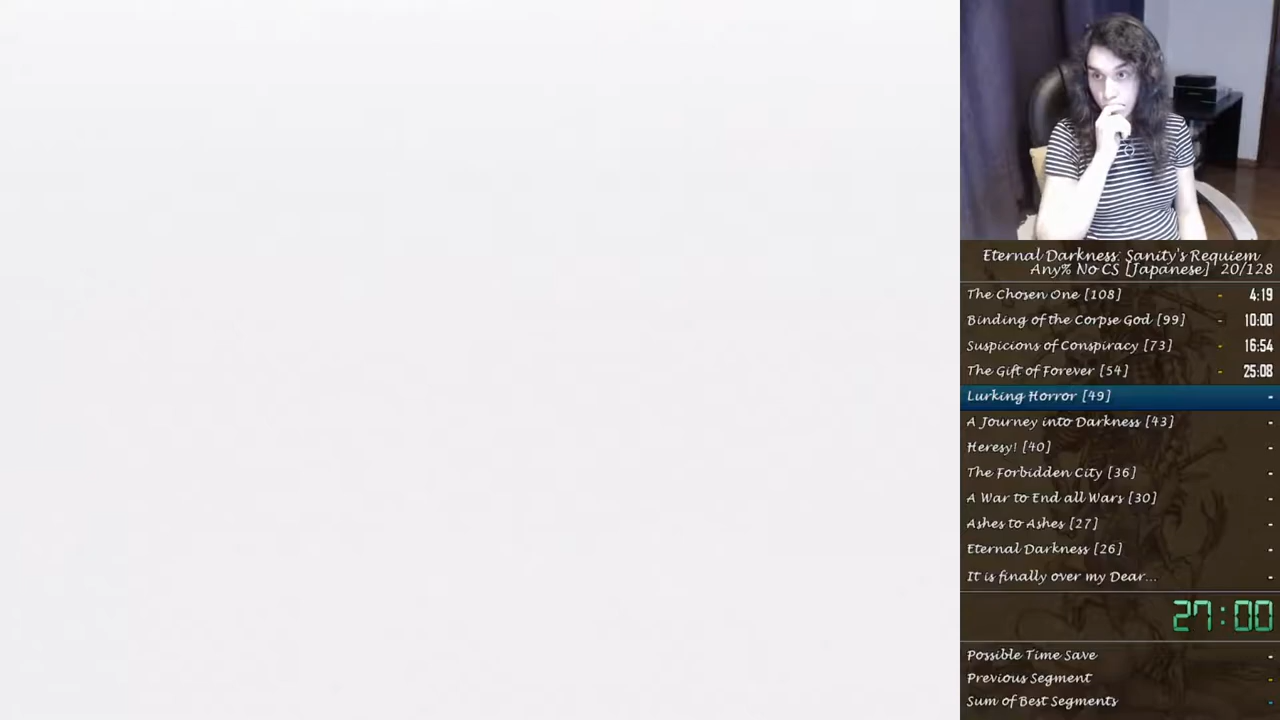 Eternal Darkness: Sanity's Requiem
Any% No CS [Japanese] 20/128
The Chosen One [108] - 4:19
Binding of the Corpse God [99] - 10:00
Suspicions of Conspiracy [73] - 16:54
The Gift of Forever [54] - 25:08
Lurking Horror [49] -
A Journey into Darkness [43] -
Heresy! [40] -
The Forbidden City [36] -
A War to End all Wars [30] -
Ashes to Ashes [27] -
Eternal Darkness [26] -
It is finally over my Dear... -
27:00
Possible Time Save -
Previous Segment -
Sum of Best Segments -